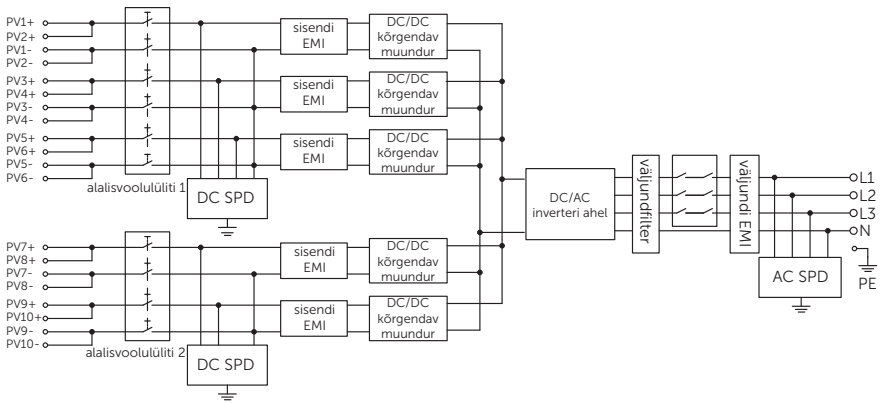 PV1+
PV2+
PV1-
PV2-
PV3+
PV4+
PV3-
PV4-
PV5+
PV6+
PV5-
PV6-
alalisvoolulüliti 1
DC SPD
sisendi
EMI
DC/DC
kõrgendav
muundur
sisendi
EMI
DC/DC
kõrgendav
muundur
sisendi
EMI
DC/DC
kõrgendav
muundur
PV7+
PV8+
PV7-
PV8-
PV9+
PV10+
PV9-
PV10-
alalisvoolulüliti 2
DC SPD
sisendi
EMI
DC/DC
kõrgendav
muundur
sisendi
EMI
DC/DC
kõrgendav
muundur
DC/AC
inverteri ahel
väljundfilter
väljundi EMI
L1
L2
L3
N
AC SPD
PE